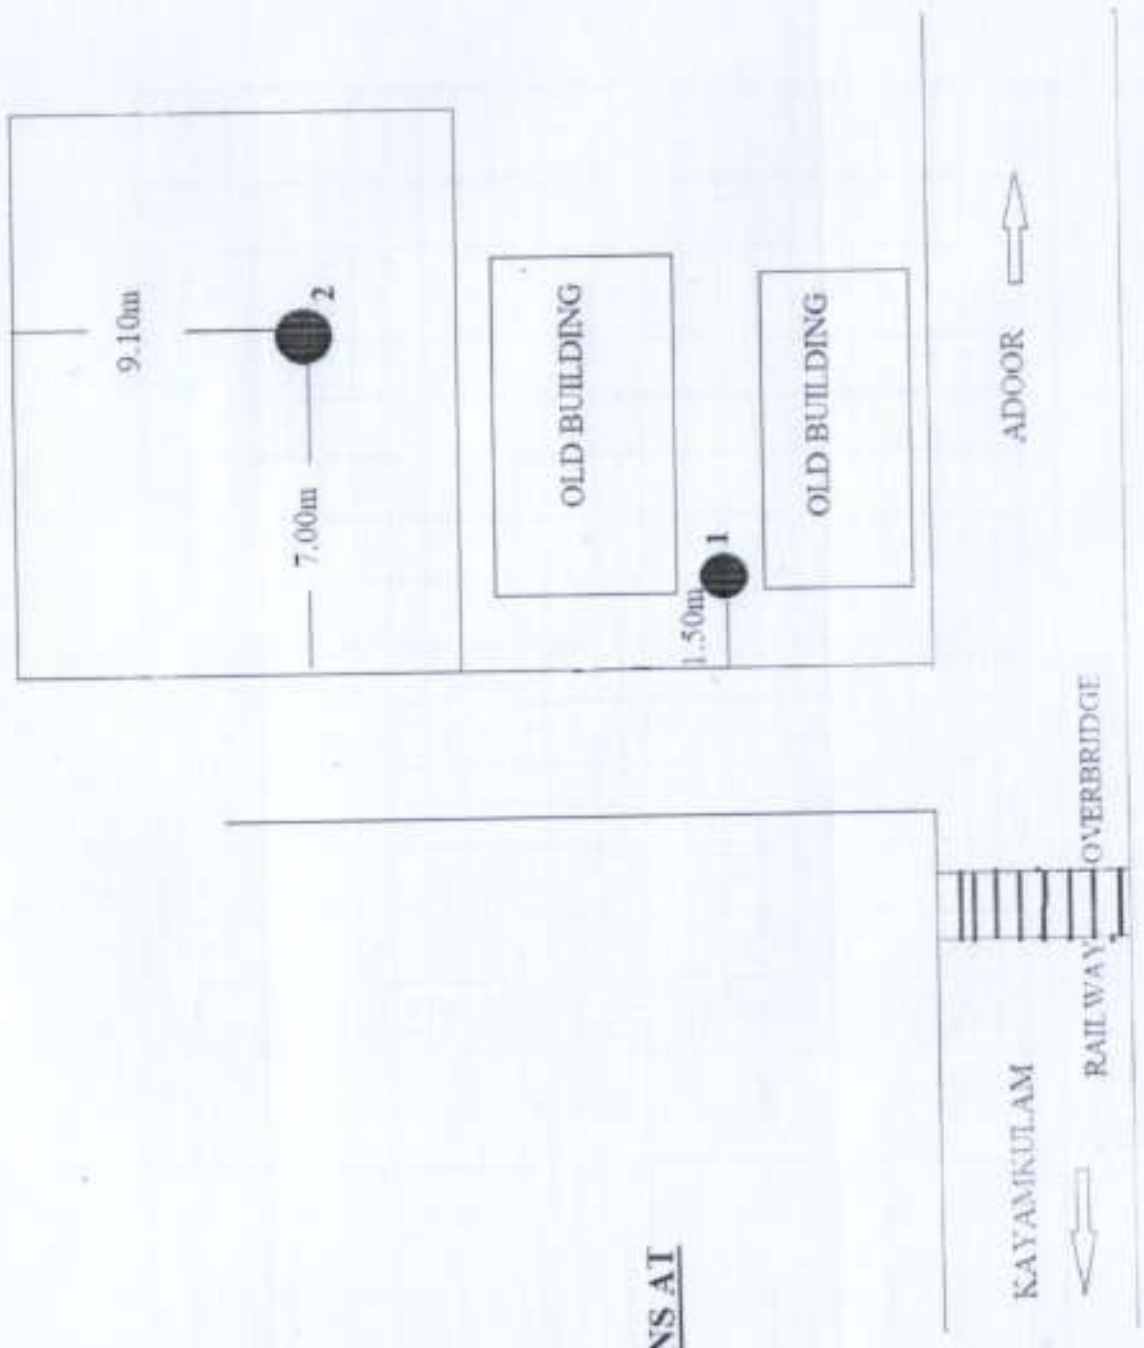 9.10m
2
7.00m
OLD BUILDING
1
1.50m
OLD BUILDING
ADOOR
RAILWAY OVERBRIDGE
KAYAMKULAM
NS AT